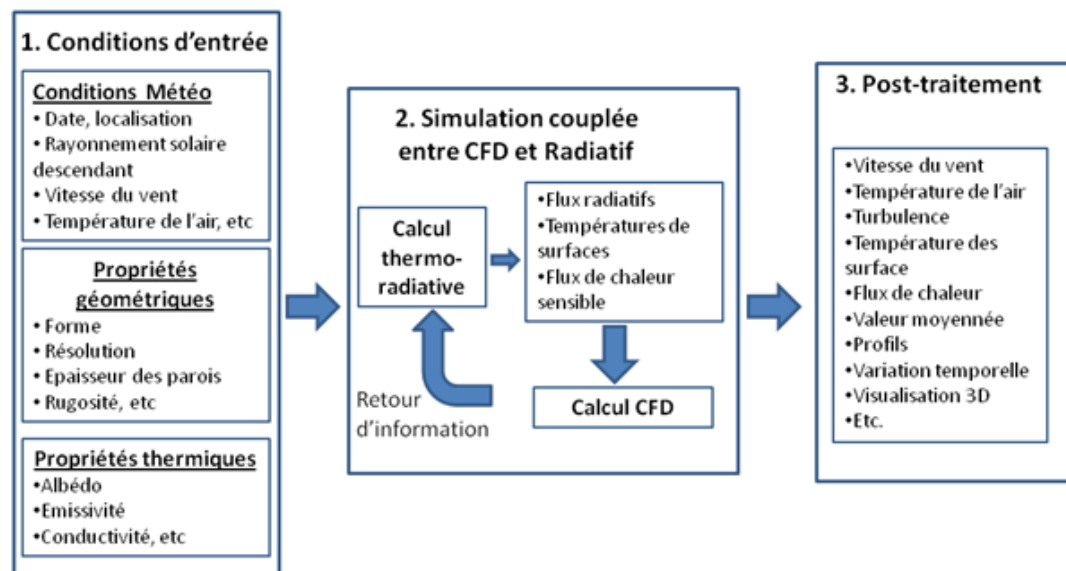 1. Conditions d'entrée
Conditions Météo
• Date, localisation
• Rayonnement solaire
descendant
• Vitesse du vent
• Température de l'air, etc
Propriétés
géométriques
• Forme
• Résolution
• Epaisseur des parois
• Rugosité, etc
Propriétés thermiques
•Albédo
•Emissivité
•Conductivité, etc
2. Simulation couplée
entre CFD et Radiatif
Calcul
thermo-
radiative
•Flux radiatifs
•Températures de
surfaces
•Flux de chaleur
sensible
Retour
d'information
Calcul CFD
3. Post-traitement
•Vitesse du vent
•Température de l'air
•Turbulence
•Température des
surface
•Flux de chaleur
•Valeur moyennée
•Profils
•Variation temporelle
•Visualisation 3D
•Etc.